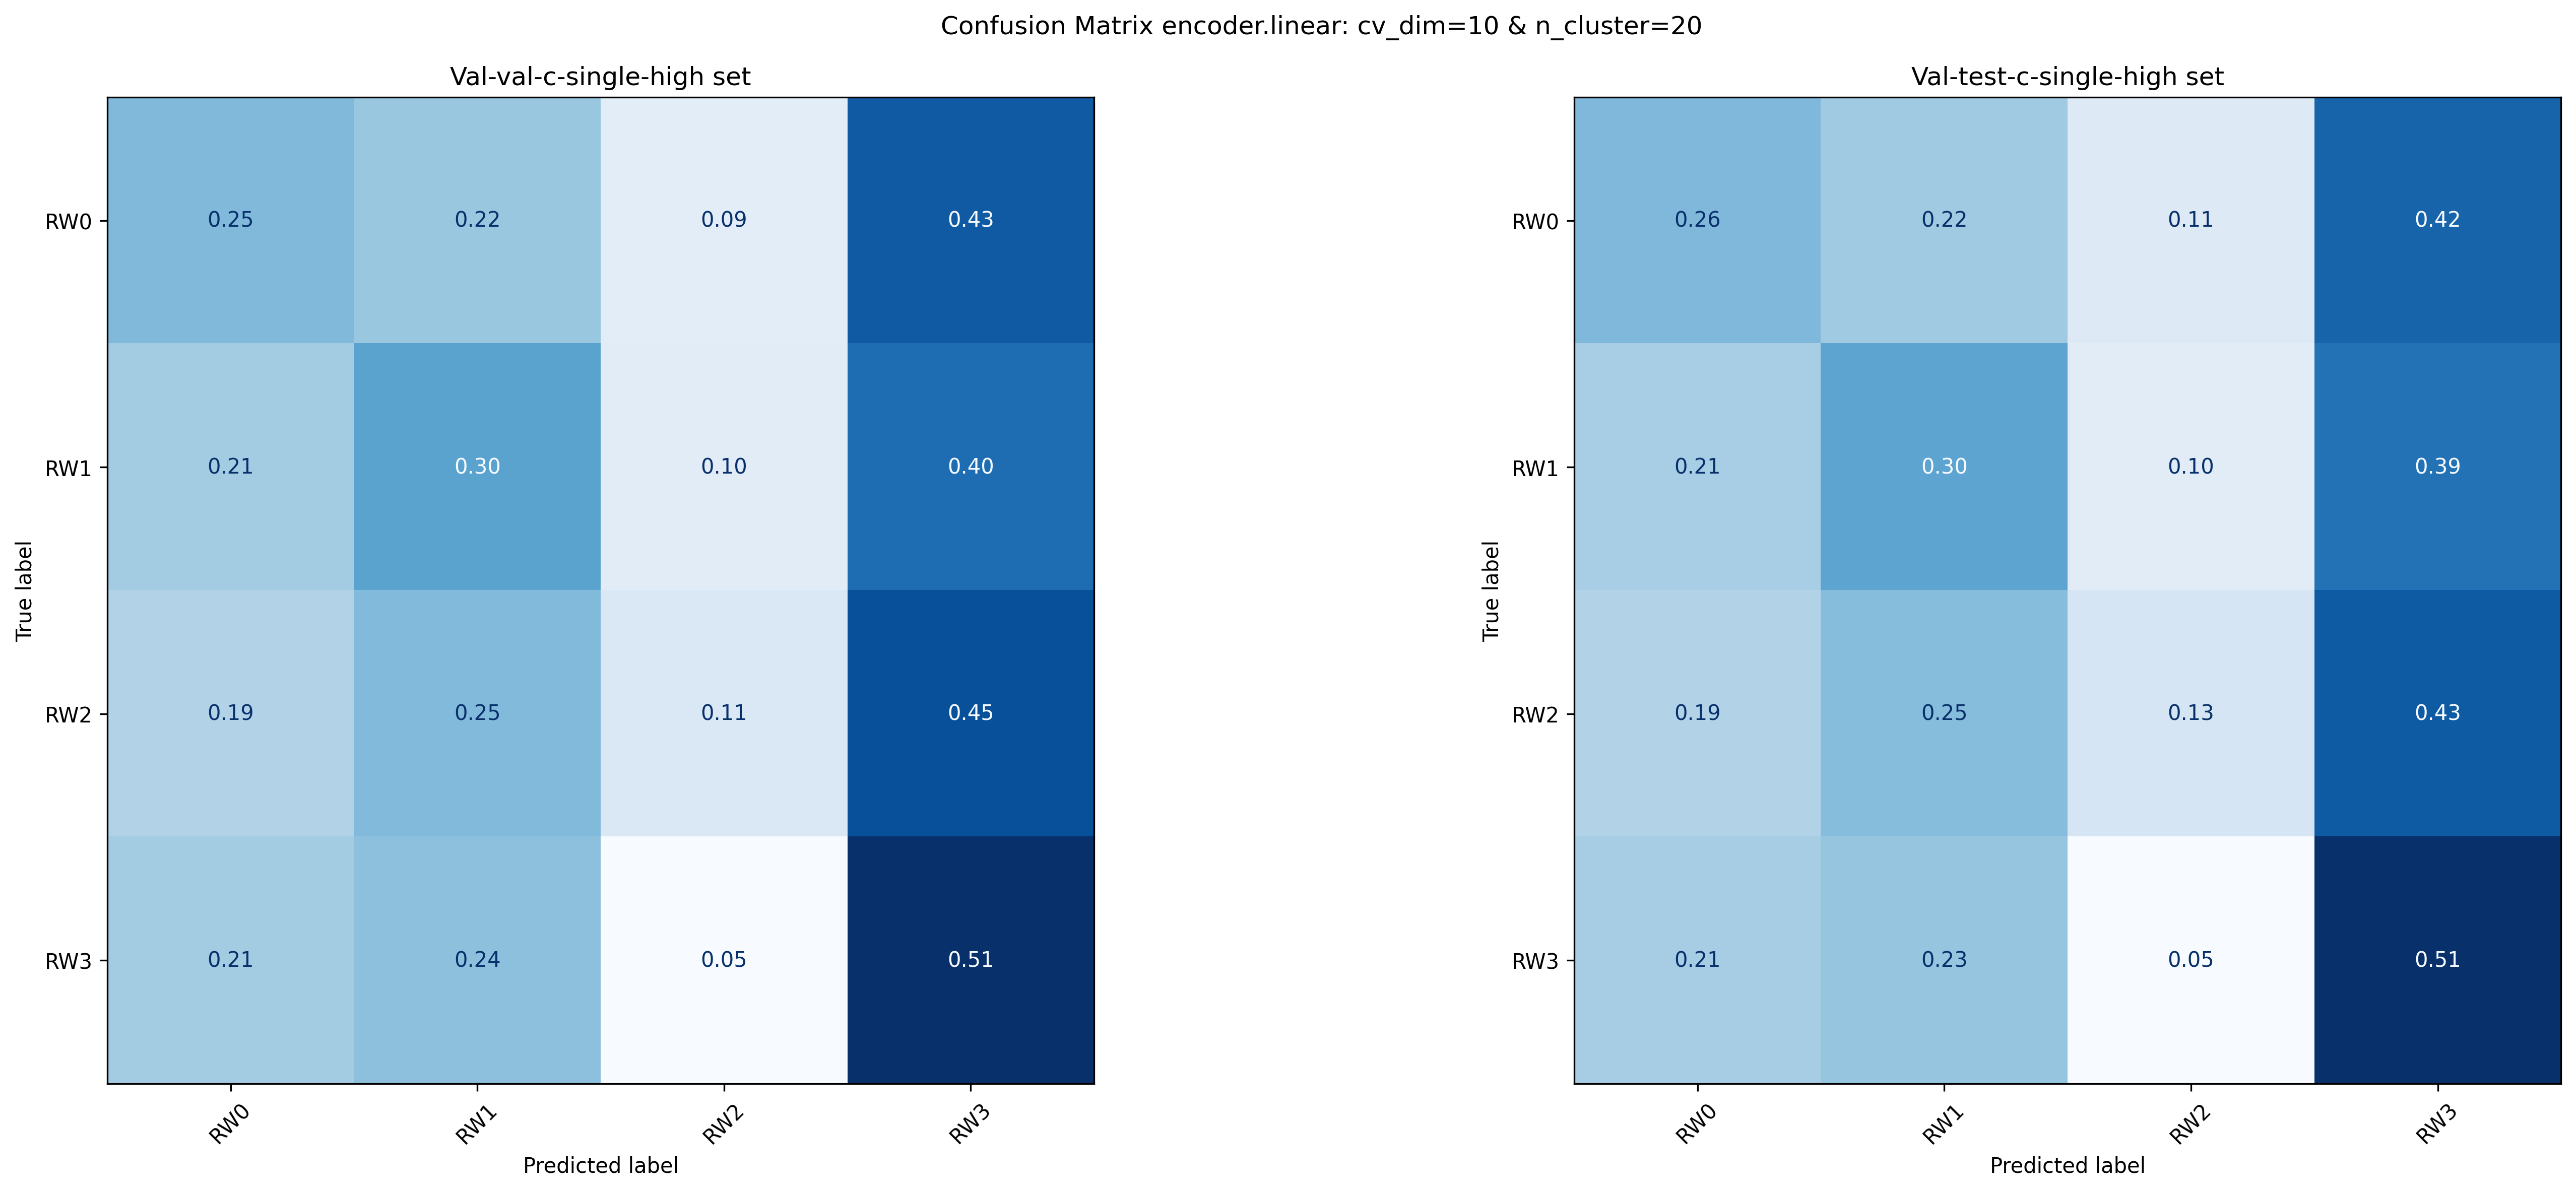 Confusion Matrix encoder.linear: cv_dim=10 & n_cluster=20
Val-val-c-single-high set
True label
RW0 0.25 0.22 0.09 0.43
RW1 0.21 0.30 0.10 0.40
RW2 0.19 0.25 0.11 0.45
RW3 0.21 0.24 0.05 0.51
RW0 RW1 RW2 RW3
Predicted label
Val-test-c-single-high set
True label
RW0 0.26 0.22 0.11 0.42
RW1 0.21 0.30 0.10 0.39
RW2 0.19 0.25 0.13 0.43
RW3 0.21 0.23 0.05 0.51
RW0 RW1 RW2 RW3
Predicted label